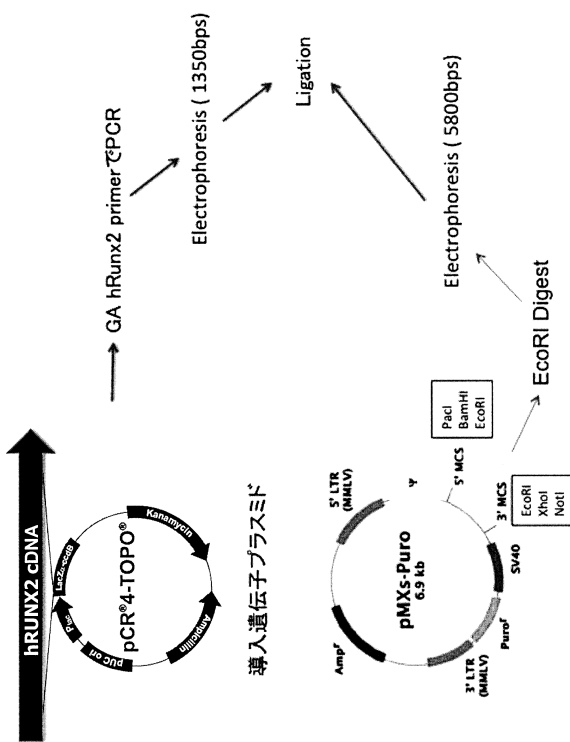 hRUNX2 cDNA
LacZα-ccdB
Plac
pUC ori
Kanamycin
Ampicillin
pCR®4-TOPO®
GA hRunx2 primerでPCR
Electrophoresis ( 1350bps)
Ligation
導入遺伝子プラスミド
5' LTR
(MMLV)
Ψ
5' MCS
PacI
BamHI
EcoRI
3' MCS
EcoRI
XhoI
NotI
SV40
Puroʳ
3' LTR
(MMLV)
Ampʳ
pMXs-Puro
6.9 kb
EcoRI Digest
Electrophoresis ( 5800bps)